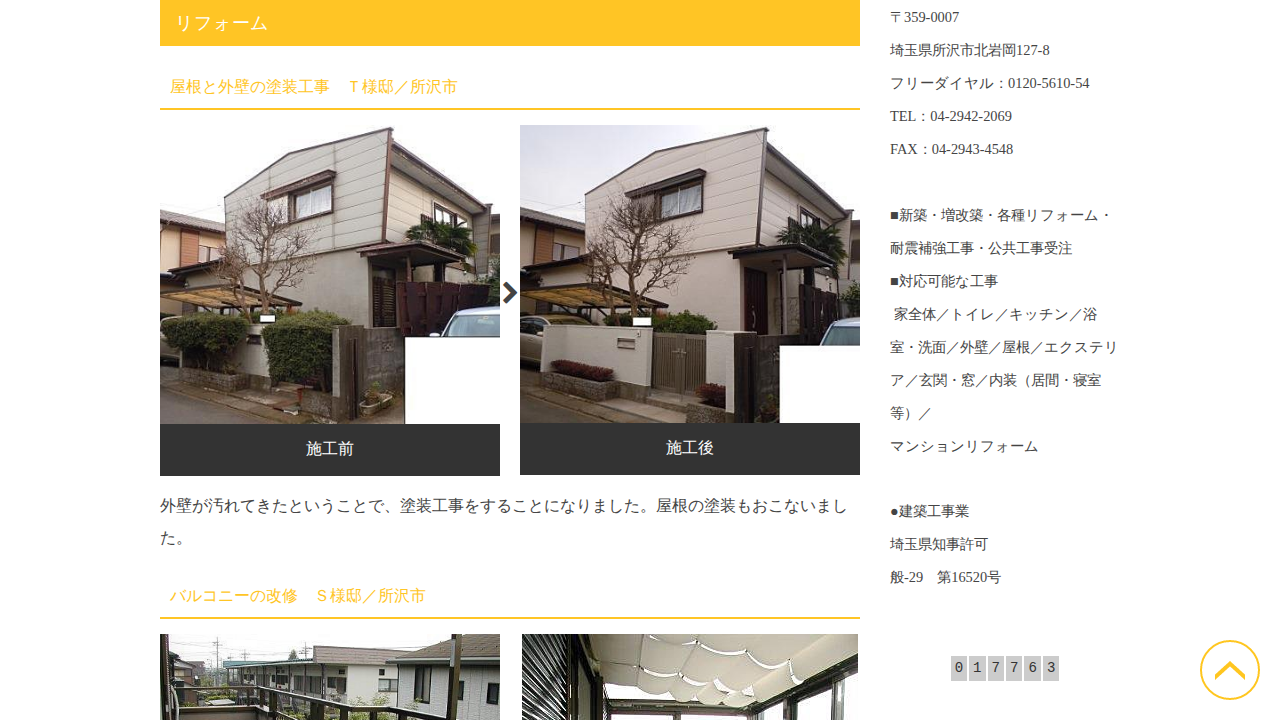 リフォーム
屋根と外壁の塗装工事　Ｔ様邸／所沢市
施工前
施工後
外壁が汚れてきたということで、塗装工事をすることになりました。屋根の塗装もおこないまし
た。
バルコニーの改修　Ｓ様邸／所沢市
〒359-0007
埼玉県所沢市北岩岡127-8
フリーダイヤル：0120-5610-54
TEL：04-2942-2069
FAX：04-2943-4548
■新築・増改築・各種リフォーム・
耐震補強工事・公共工事受注
■対応可能な工事
家全体／トイレ／キッチン／浴
室・洗面／外壁／屋根／エクステリ
ア／玄関・窓／内装（居間・寝室
等）／
マンションリフォーム
●建築工事業
埼玉県知事許可
般-29　第16520号
017763